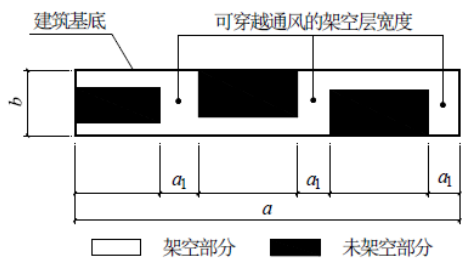 建筑基底 可穿越通风的架空层宽度
b
a₁ a₁ a₁
a
架空部分 未架空部分